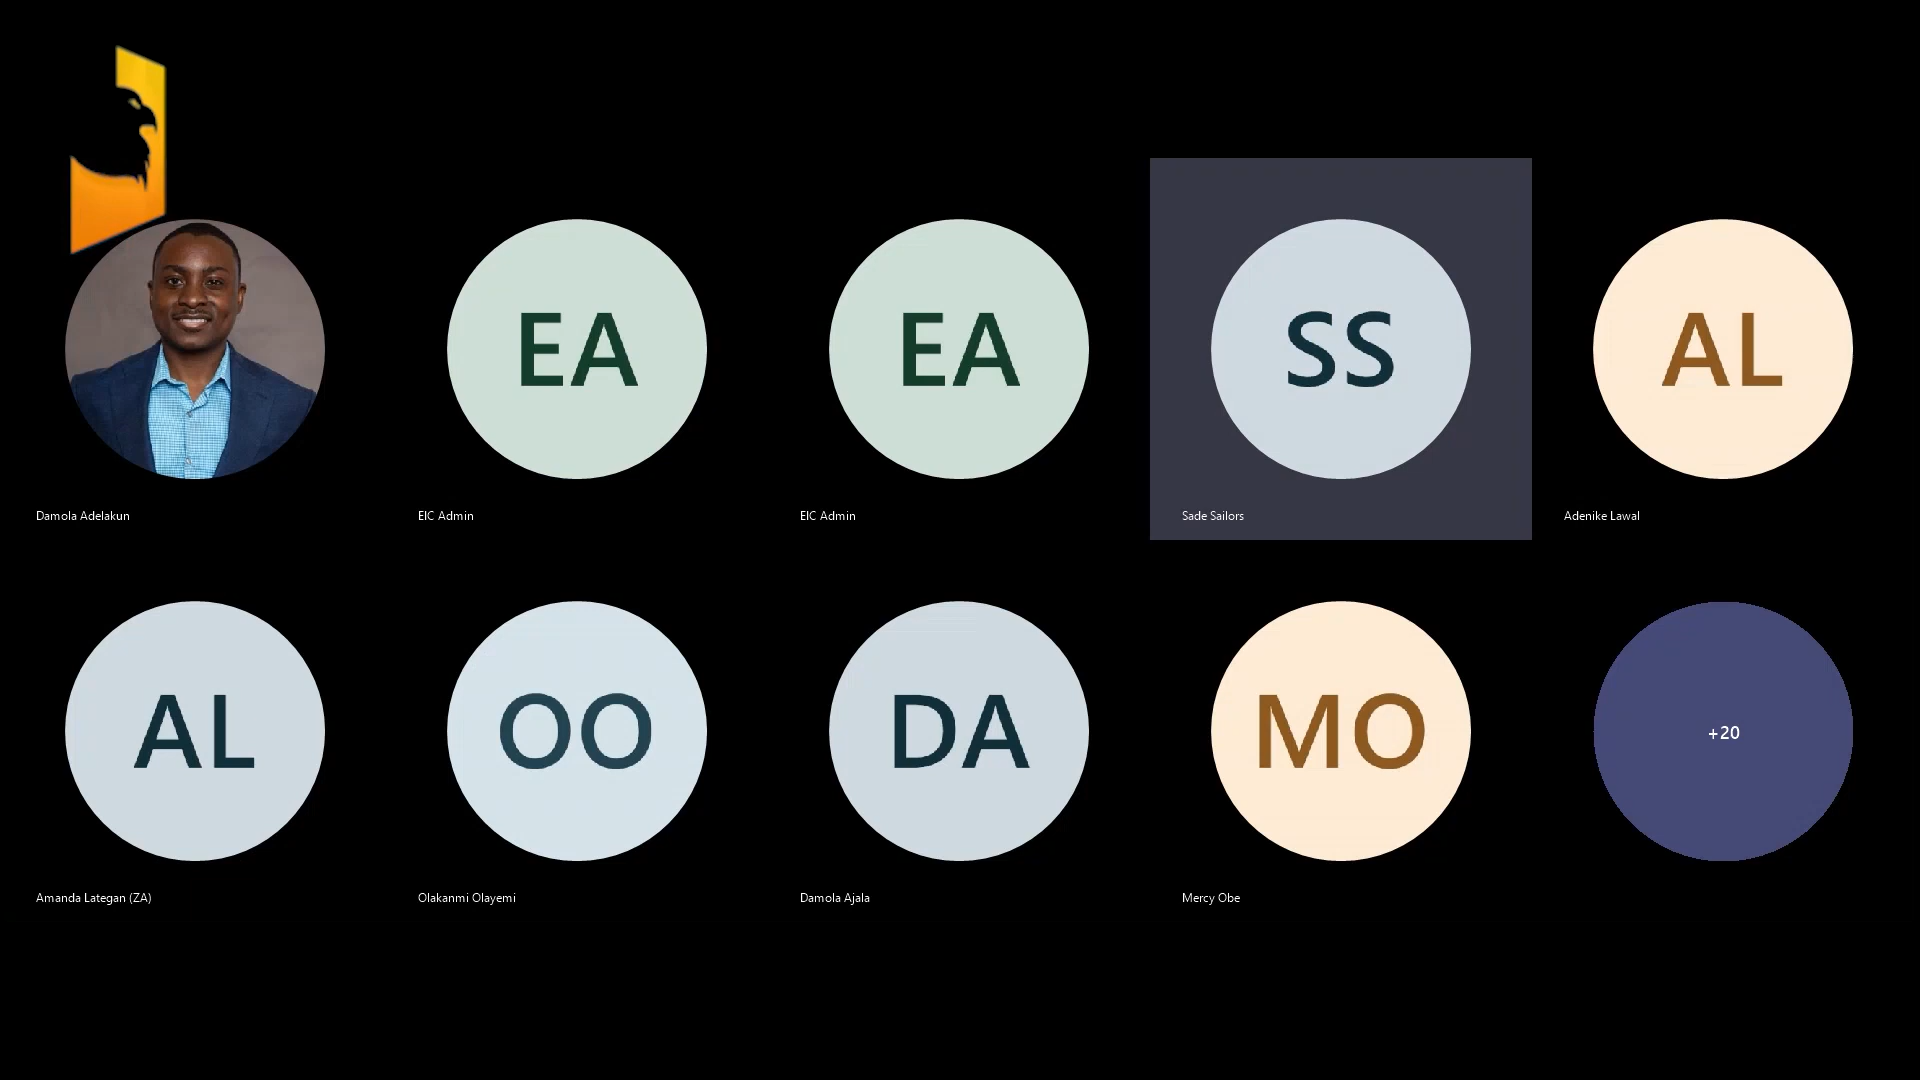 EA
EA
SS
AL
Damola Adelakun
EIC Admin
EIC Admin
Sade Sailors
Adenike Lawal
AL
OO
DA
MO
+20
Amanda Lategan (ZA)
Olakanmi Olayemi
Damola Ajala
Mercy Obe